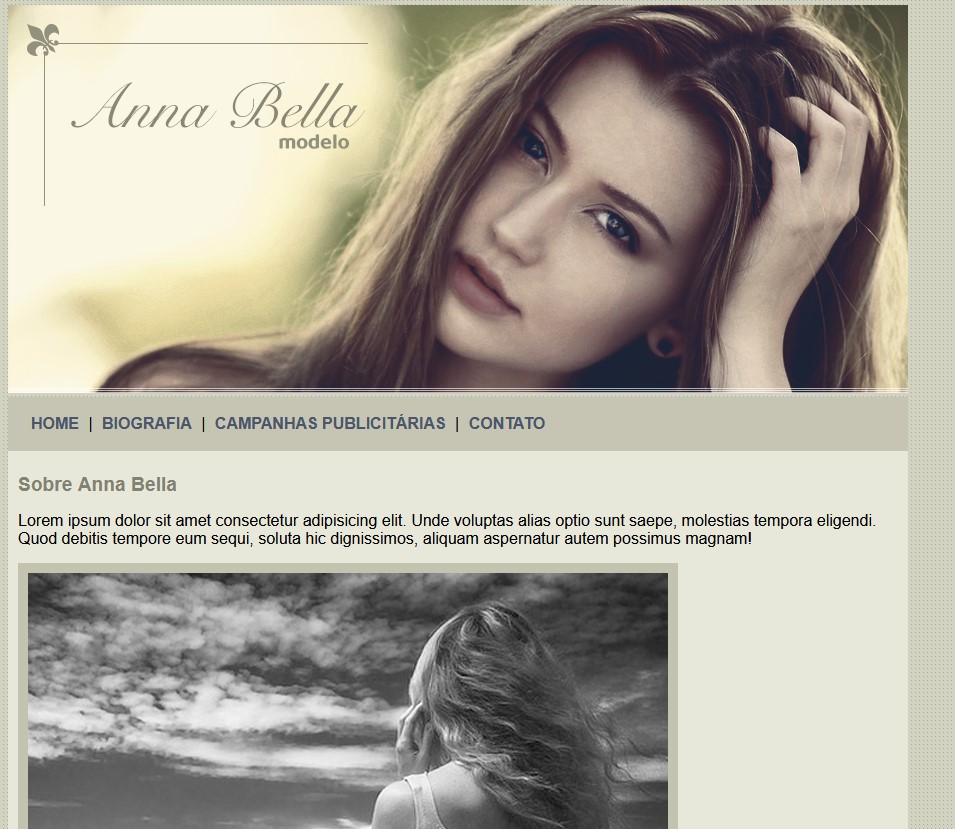 Anna Bella
modelo
HOME | BIOGRAFIA | CAMPANHAS PUBLICITÁRIAS | CONTATO
Sobre Anna Bella
Lorem ipsum dolor sit amet consectetur adipisicing elit. Unde voluptas alias optio sunt saepe, molestias tempora eligendi.
Quod debitis tempore eum sequi, soluta hic dignissimos, aliquam aspernatur autem possimus magnam!